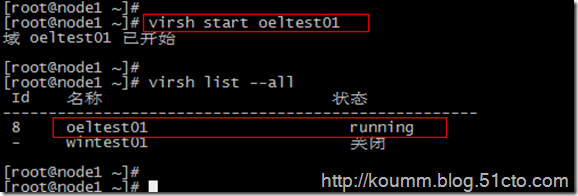 [root@node1 ~]#
[root@node1 ~]# virsh start oeltest01
域 oeltest01 已开始
[root@node1 ~]#
[root@node1 ~]# virsh list --all
Id 名称 状态
----------------------------------------------------
8 oeltest01 running
- wintest01 关闭
[root@node1 ~]#
[root@node1 ~]#
http://koumm.blog.51cto.com